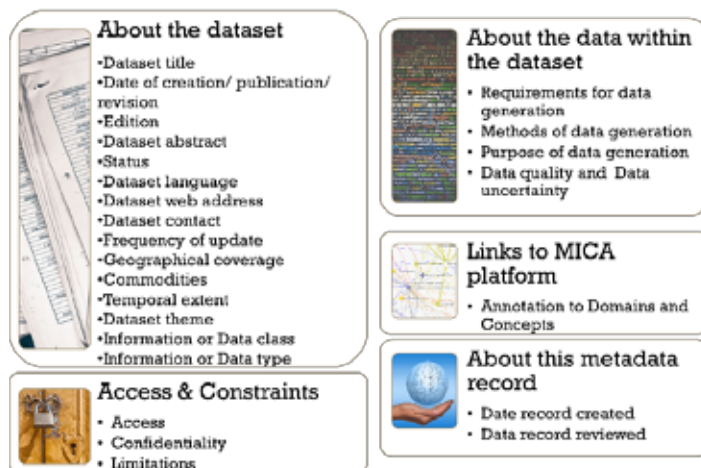 About the dataset
•Dataset title
•Date of creation/ publication/
revision
•Edition
•Dataset abstract
•Status
•Dataset language
•Dataset web address
•Dataset contact
•Frequency of update
•Geographical coverage
•Commodities
•Temporal extent
•Dataset theme
•Information or Data class
•Information or Data type
Access & Constraints
• Access
• Confidentiality
• Limitations
About the data within
the dataset
• Requirements for data
generation
• Methods of data generation
• Purpose of data generation
• Data quality and Data
uncertainty
Links to MICA
platform
• Annotation to Domains and
Concepts
About this metadata
record
• Date record created
• Data record reviewed